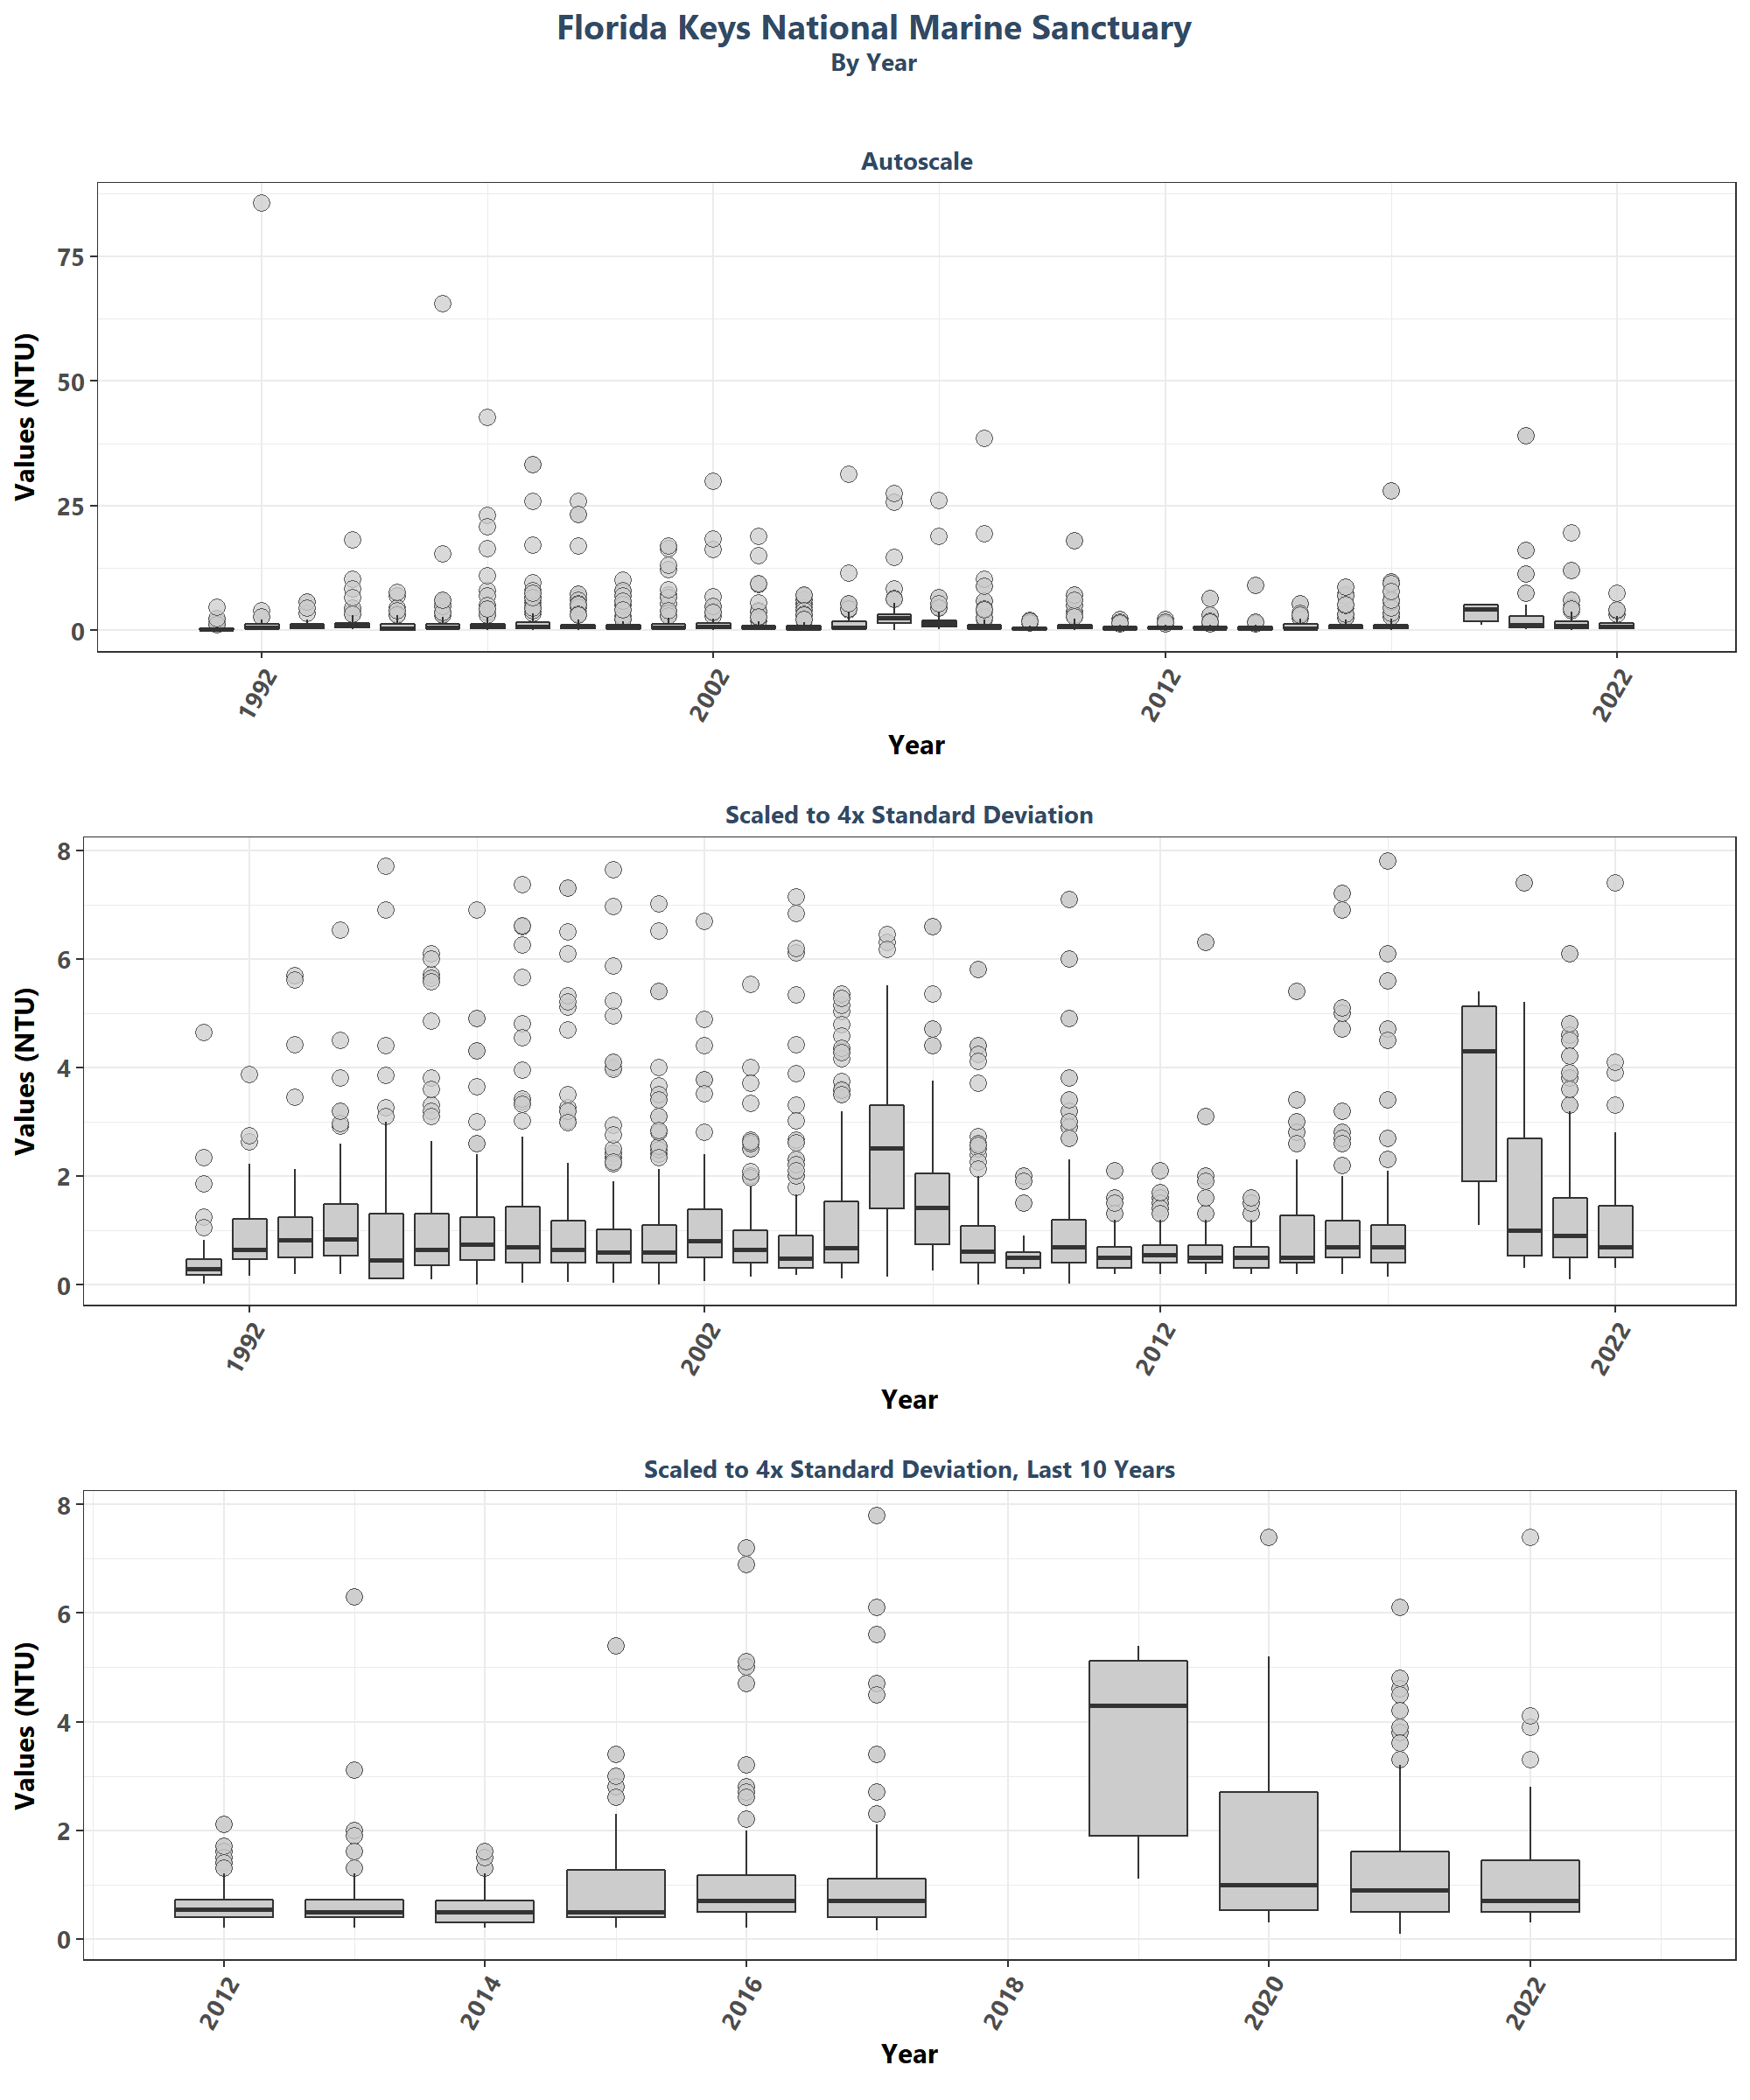 Florida Keys National Marine Sanctuary
By Year
Autoscale
Values (NTU)
75
50
25
0
1992
2002
2012
2022
Year
Scaled to 4x Standard Deviation
Values (NTU)
8
6
4
2
0
1992
2002
2012
2022
Year
Scaled to 4x Standard Deviation, Last 10 Years
Values (NTU)
8
6
4
2
0
2012
2014
2016
2018
2020
2022
Year